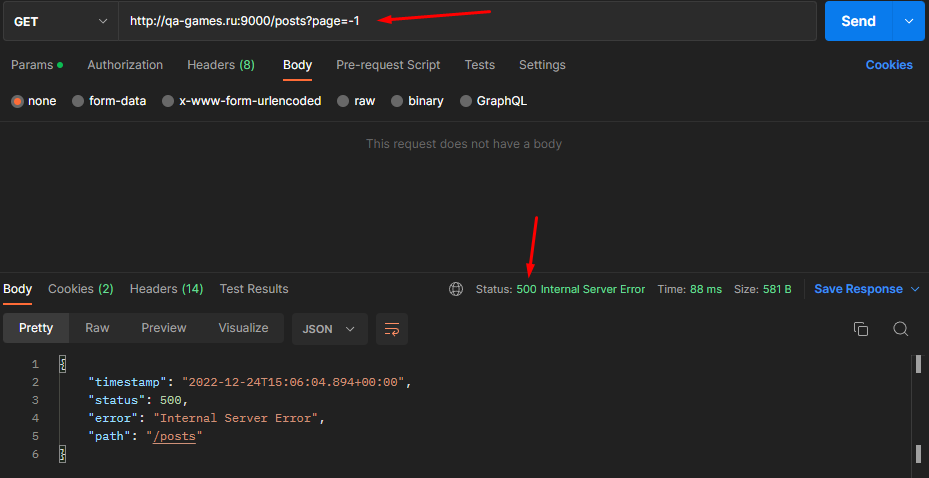 GET http://qa-games.ru:9000/posts?page=-1 Send
Params Authorization Headers (8) Body Pre-request Script Tests Settings Cookies
none form-data x-www-form-urlencoded raw binary GraphQL
This request does not have a body
Body Cookies (2) Headers (14) Test Results Status: 500 Internal Server Error Time: 88 ms Size: 581 B Save Response
Pretty Raw Preview Visualize JSON
1 {
2 "timestamp": "2022-12-24T15:06:04.894+00:00",
3 "status": 500,
4 "error": "Internal Server Error",
5 "path": "/posts"
6 }